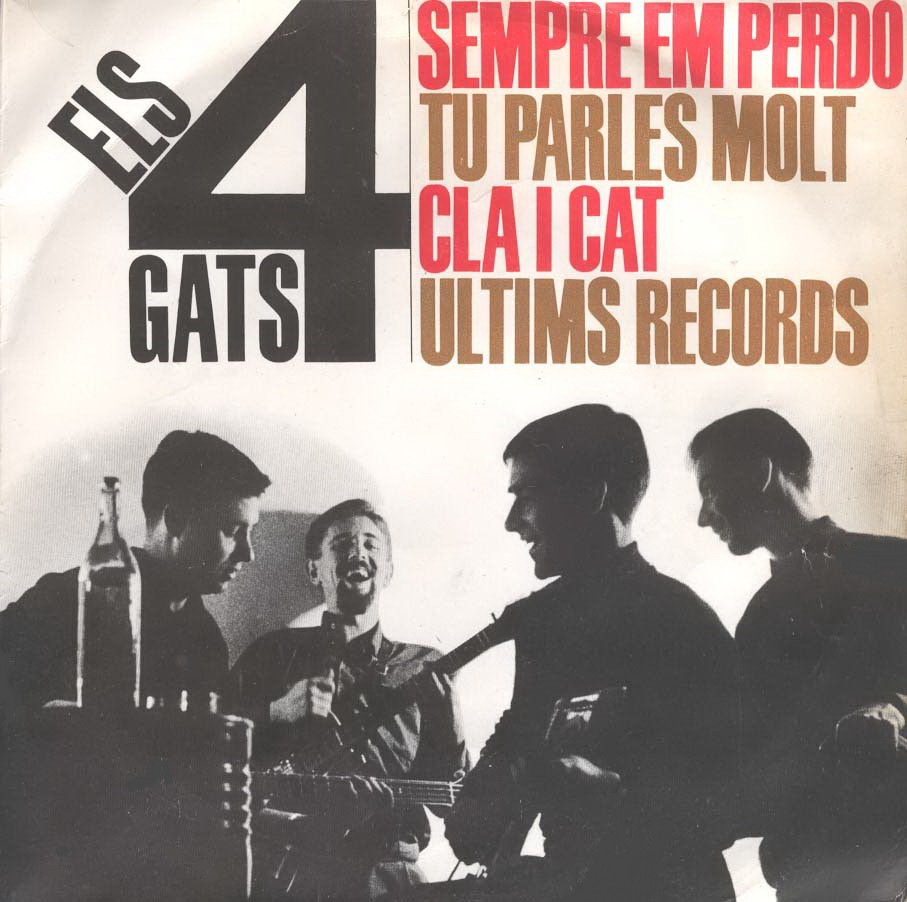 ELS
4
GATS
SEMPRE EM PERDO
TU PARLES MOLT
CLA I CAT
ULTIMS RECORDS